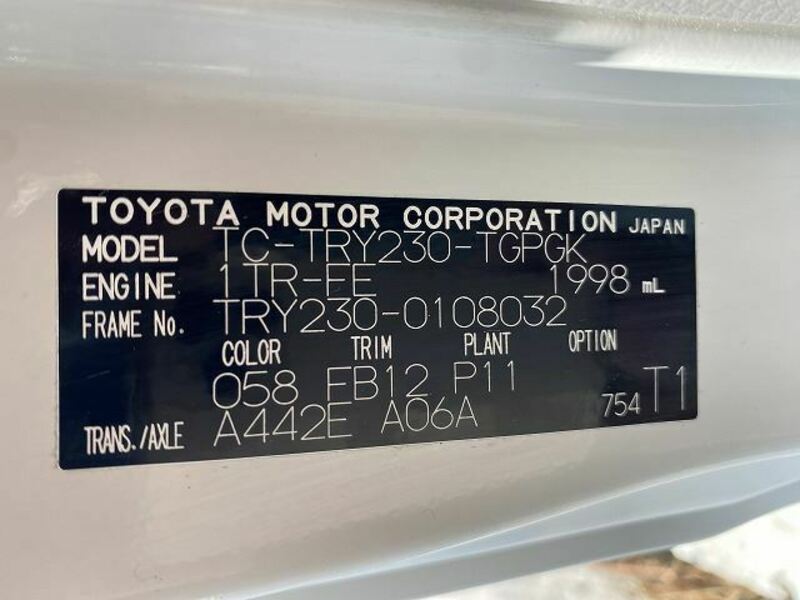 TOYOTA MOTOR CORPORATION JAPAN
MODEL TC-TRY230-TGPGK
ENGINE 1TR-FE 1998 mL
FRAME No. TRY230-0108032
COLOR TRIM PLANT OPTION
058 FB12 P11
TRANS./AXLE A442E A06A 754 T1